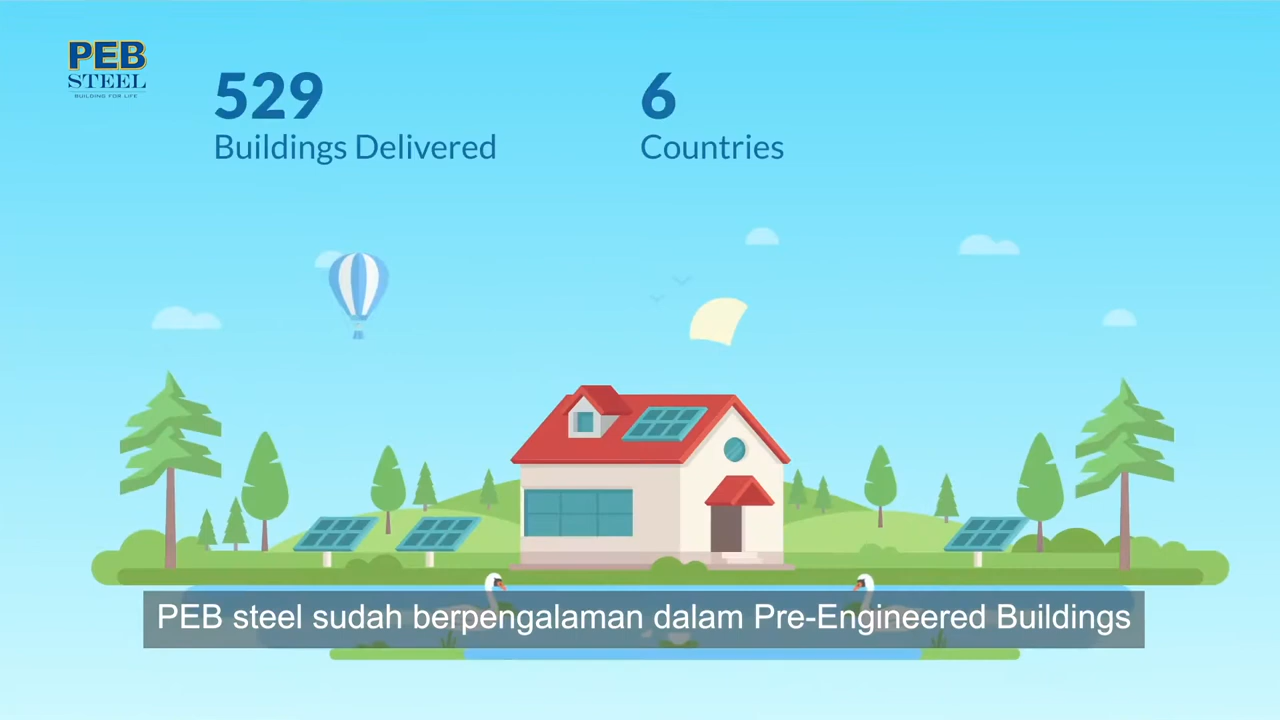 PEB
STEEL
BUILDING FOR LIFE
529
Buildings Delivered
6
Countries
PEB steel sudah berpengalaman dalam Pre-Engineered Buildings